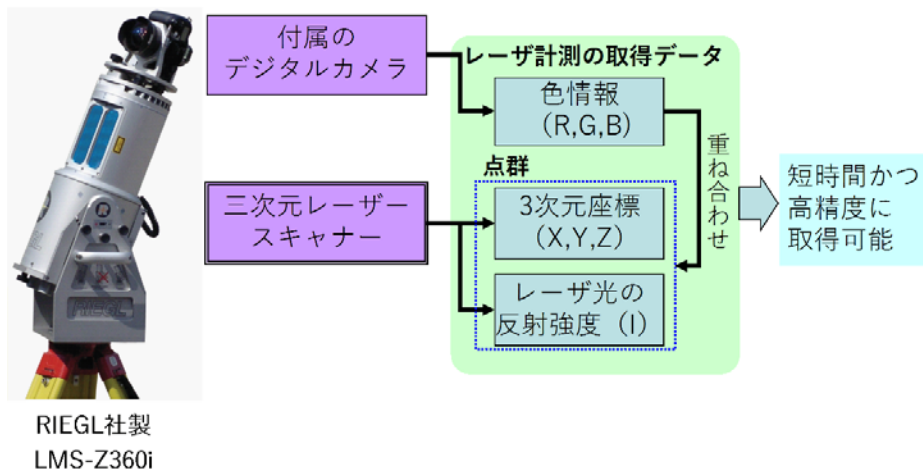 付属の
デジタルカメラ
レーザ計測の取得データ
色情報
(R,G,B)
重ね合わせ
点群
三次元レーザー
スキャナー
3次元座標
(X,Y,Z)
レーザ光の
反射強度（I）
短時間かつ
高精度に
取得可能
RIEGL
RIEGL社製
LMS-Z360i